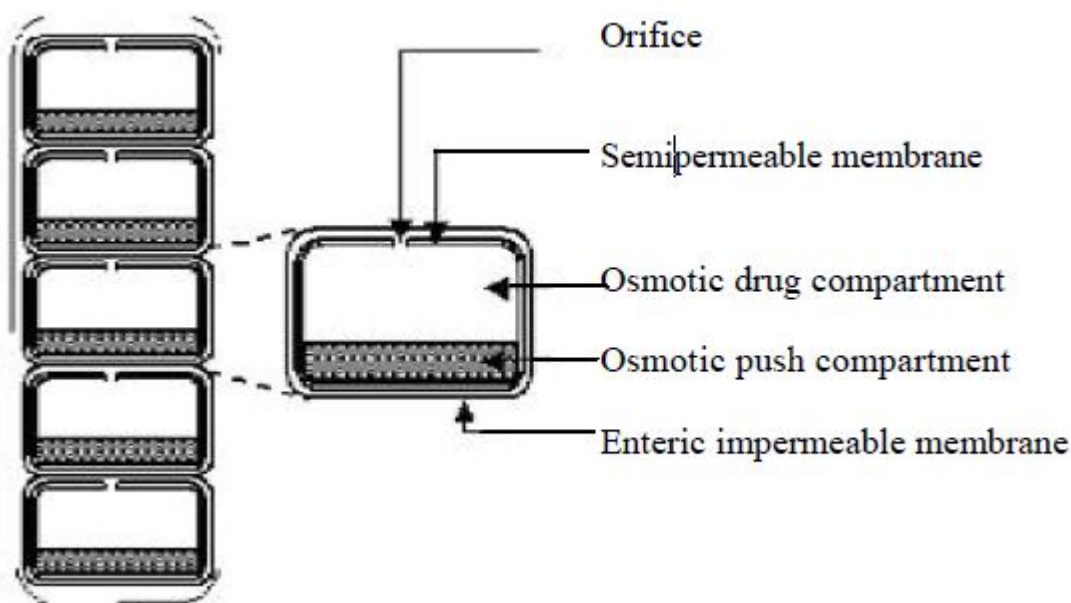 Orifice
Semipermeable membrane
Osmotic drug compartment
Osmotic push compartment
Enteric impermeable membrane